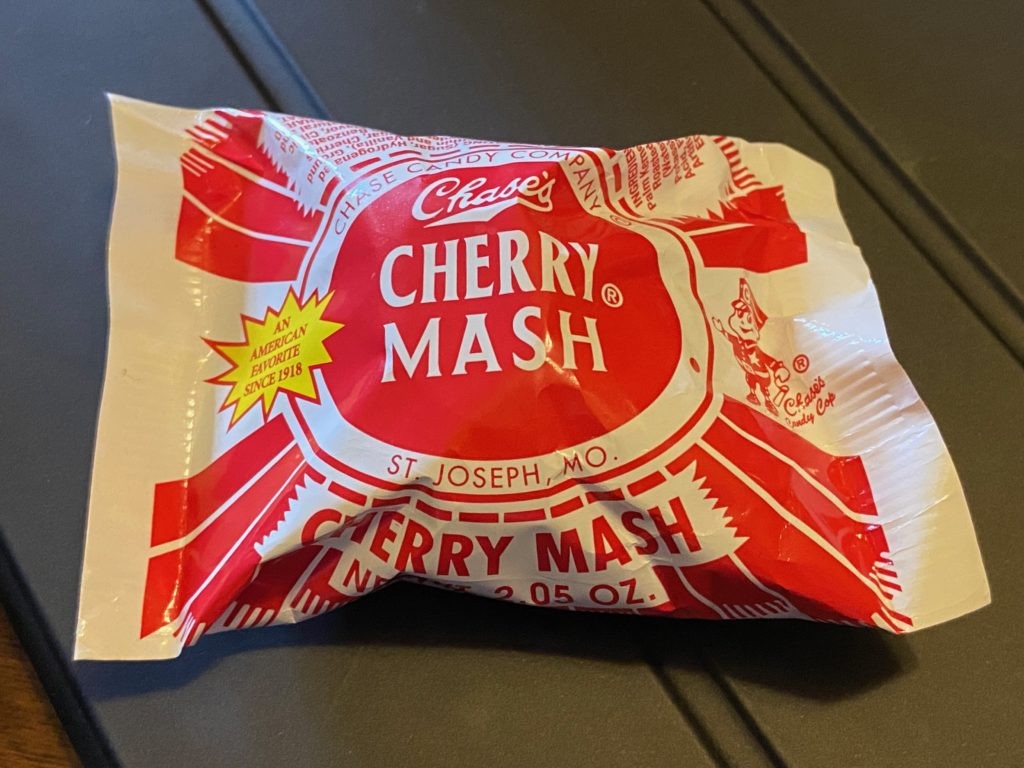 CHASE CANDY COMPANY
Chase's
CHERRY
MASH®
AN
AMERICAN
FAVORITE
SINCE 1918
®
Chase's
Candy Cop
ST. JOSEPH, MO.
CHERRY MASH
2.05 OZ.